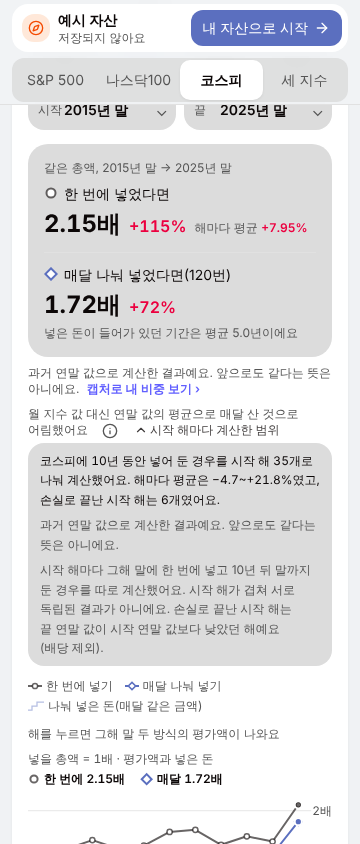 예시 자산
저장되지 않아요
내 자산으로 시작 →
S&P 500 나스닥100 코스피 세 지수
시작 2015년 말 끝 2025년 말
같은 총액, 2015년 말 → 2025년 말
한 번에 넣었다면
2.15배 +115% 해마다 평균 +7.95%
매달 나눠 넣었다면(120번)
1.72배 +72%
넣은 돈이 들어가 있던 기간은 평균 5.0년이에요
과거 연말 값으로 계산한 결과예요. 앞으로도 같다는 뜻은
아니에요. 캡처로 내 비중 보기 ›
월 지수 값 대신 연말 값의 평균으로 매달 산 것으로
어림했어요 시작 해마다 계산한 범위
코스피에 10년 동안 넣어 둔 경우를 시작 해 35개로
나눠 계산했어요. 해마다 평균은 −4.7~+21.8%였고,
손실로 끝난 시작 해는 6개였어요.
과거 연말 값으로 계산한 결과예요. 앞으로도 같다는
뜻은 아니에요.
시작 해마다 그해 말에 한 번에 넣고 10년 뒤 말까지
둔 경우를 따로 계산했어요. 시작 해가 겹쳐 서로
독립된 결과가 아니에요. 손실로 끝난 시작 해는
끝 연말 값이 시작 연말 값보다 낮았던 해예요
(배당 제외).
한 번에 넣기 매달 나눠 넣기
나눠 넣은 돈(매달 같은 금액)
해를 누르면 그해 말 두 방식의 평가액이 나와요
넣을 총액 = 1배 · 평가액과 넣은 돈
한 번에 2.15배 매달 1.72배
2배